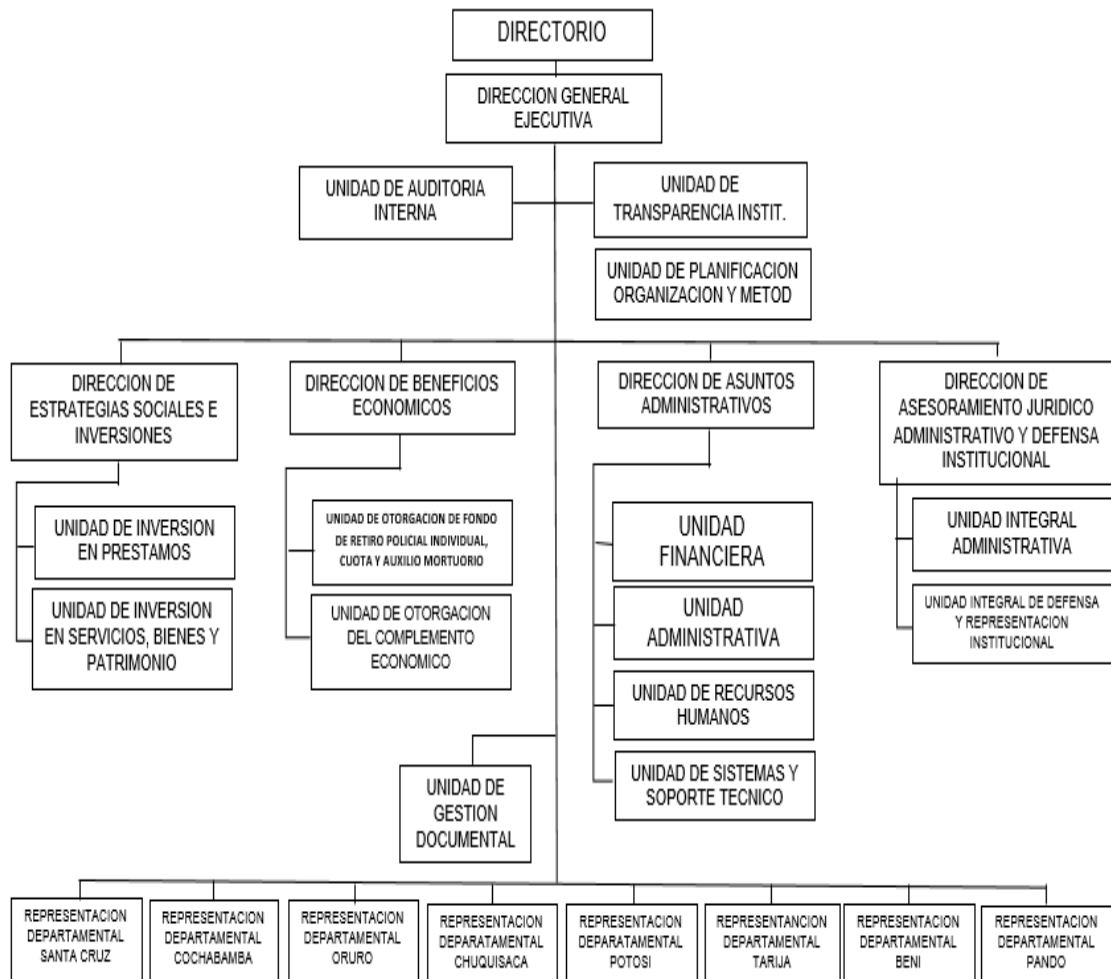 DIRECTORIO
DIRECCION GENERAL
EJECUTIVA
UNIDAD DE AUDITORIA
INTERNA
UNIDAD DE
TRANSPARENCIA INSTIT.
UNIDAD DE PLANIFICACION
ORGANIZACION Y METOD
DIRECCION DE
ESTRATEGIAS SOCIALES E
INVERSIONES
DIRECCION DE BENEFICIOS
ECONOMICOS
DIRECCION DE ASUNTOS
ADMINISTRATIVOS
DIRECCION DE
ASESORAMIENTO JURIDICO
ADMINISTRATIVO Y DEFENSA
INSTITUCIONAL
UNIDAD DE INVERSION
EN PRESTAMOS
UNIDAD DE INVERSION
EN SERVICIOS, BIENES Y
PATRIMONIO
UNIDAD DE OTORGACION DE FONDO
DE RETIRO POLICIAL INDIVIDUAL,
CUOTA Y AUXILIO MORTUORIO
UNIDAD DE OTORGACION
DEL COMPLEMENTO
ECONOMICO
UNIDAD
FINANCIERA
UNIDAD
ADMINISTRATIVA
UNIDAD DE RECURSOS
HUMANOS
UNIDAD DE SISTEMAS Y
SOPORTE TECNICO
UNIDAD INTEGRAL
ADMINISTRATIVA
UNIDAD INTEGRAL DE DEFENSA
Y REPRESENTACION
INSTITUCIONAL
UNIDAD DE
GESTION
DOCUMENTAL
REPRESENTACION
DEPARTAMENTAL
SANTA CRUZ
REPRESENTACION
DEPARTAMENTAL
COCHABAMBA
REPRESENTACION
DEPARTAMENTAL
ORURO
REPRESENTACION
DEPARATAMENTAL
CHUQUISACA
REPRESENTACION
DEPARATAMENTAL
POTOSI
REPRESENTANCION
DEPARTAMENTAL
TARIJA
REPRESENTACION
DEPARTAMENTAL
BENI
REPRESENTACION
DEPARTAMENTAL
PANDO